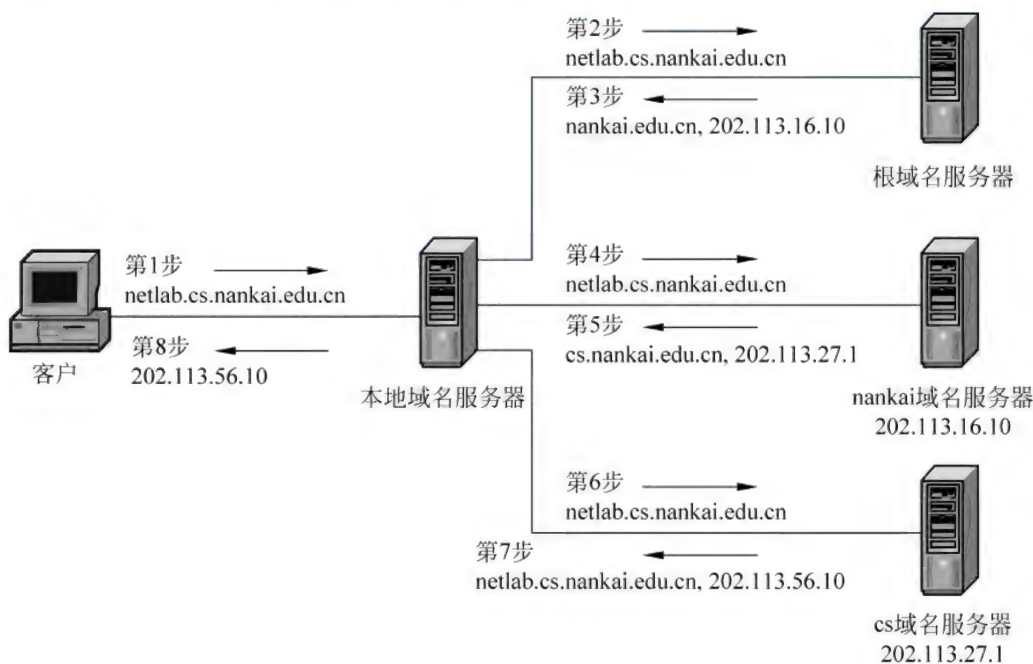 第2步
netlab.cs.nankai.edu.cn
第3步
nankai.edu.cn, 202.113.16.10
根域名服务器
第1步
netlab.cs.nankai.edu.cn
第8步
202.113.56.10
客户
本地域名服务器
第4步
netlab.cs.nankai.edu.cn
第5步
cs.nankai.edu.cn, 202.113.27.1
nankai域名服务器
202.113.16.10
第6步
netlab.cs.nankai.edu.cn
第7步
netlab.cs.nankai.edu.cn, 202.113.56.10
cs域名服务器
202.113.27.1